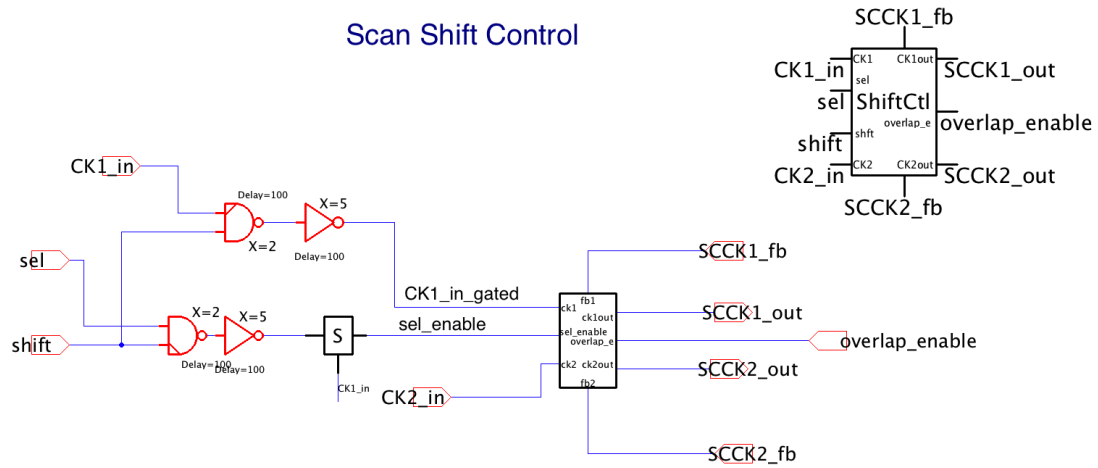 Scan Shift Control
SCCK1_fb
CK1_in
CK1
CK1out
SCCK1_out
sel
sel
ShiftCtl
overlap_e
overlap_enable
shift
shft
CK2_in
CK2
CK2out
SCCK2_out
SCCK2_fb
CK1_in
Delay=100
X=5
X=2
Delay=100
sel
SCCK1_fb
CK1_in_gated
fb1
ck1
ck1out
SCCK1_out
X=2
X=5
sel_enable
sel_enable
overlap_e
overlap_enable
shift
S
Delay=100
Delay=100
ck2
ck2out
SCCK2_out
CK1_in
CK2_in
fb2
SCCK2_fb